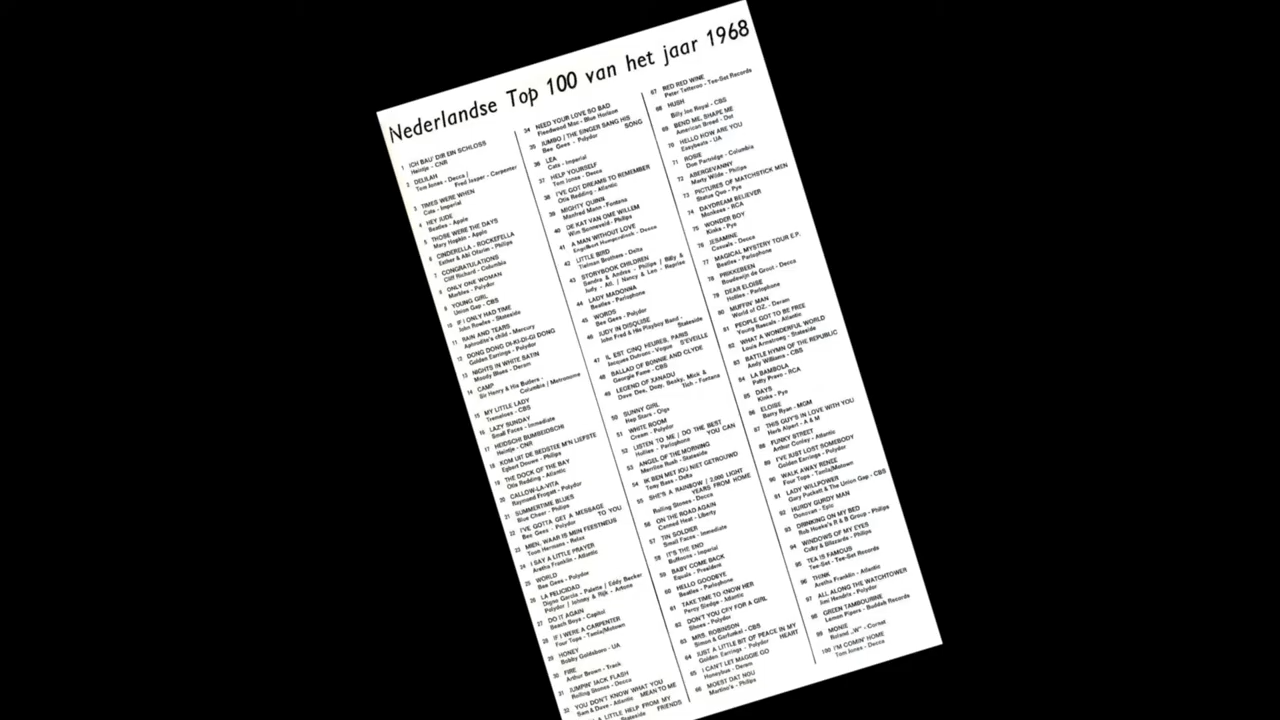 Nederlandse Top 100 van het jaar 1968
1 ICH BAU' DIR EIN SCHLOSS
Heintje - CNR
2 DELILAH
Tom Jones - Decca /
Fred Jasper - Carpenter
3 TIMES WERE WHEN
Cats - Imperial
4 HEY JUDE
Beatles - Apple
5 THOSE WERE THE DAYS
Mary Hopkin - Apple
6 CINDERELLA - ROCKEFELLA
Esther & Abi Ofarim - Philips
7 CONGRATULATIONS
Cliff Richard - Columbia
8 ONLY ONE WOMAN
Marbles - Polydor
9 YOUNG GIRL
Union Gap - CBS
10 IF I ONLY HAD TIME
John Rowles - Stateside
11 RAIN AND TEARS
Aphrodite's child - Mercury
12 DONG DONG DI-KI-DI-GI DONG
Golden Earrings - Polydor
13 NIGHTS IN WHITE SATIN
Moody Blues - Deram
14 CAMP
Sir Henry & His Butlers -
Columbia / Metronome
15 MY LITTLE LADY
Tremeloes - CBS
16 LAZY SUNDAY
Small Faces - Immediate
17 HEIDSCHI BUMBEIDSCHI
Heintje - CNR
18 KOM UIT DE BEDSTEE M'N LIEFSTE
Egbert Douwe - Philips
19 THE DOCK OF THE BAY
Otis Redding - Atlantic
20 CALLOW-LA-VITA
Raymond Frogatt - Polydor
21 SUMMERTIME BLUES
Blue Cheer - Philips
22 I'VE GOTTA GET A MESSAGE
Bee Gees - Polydor TO YOU
23 MIEN, WAAR IS MEN FEESTNEUS
Toon Hermans - Relax
24 I SAY A LITTLE PRAYER
Aretha Franklin - Atlantic
25 WORLD
Bee Gees - Polydor
26 LA FELICIDAD
Digno Garcia - Palette / Eddy Becker
Polydor / Johnny & Rijk - Artone
27 DO IT AGAIN
Beach Boys - Capitol
28 IF I WERE A CARPENTER
Four Tops - Tamla/Motown
29 HONEY
Bobby Goldsboro - UA
30 FIRE
Arthur Brown - Track
31 JUMPIN' JACK FLASH
Rolling Stones - Decca
32 YOU DON'T KNOW WHAT YOU
Sam & Dave - Atlantic MEAN TO ME
A LITTLE HELP FROM MY
Stateside FRIENDS
34 NEED YOUR LOVE SO BAD
Fleedwood Mac - Blue Horizon
35 JUMBO / THE SINGER SANG HIS
Bee Gees - Polydor SONG
36 LEA
Cats - Imperial
37 HELP YOURSELF
Tom Jones - Decca
38 I'VE GOT DREAMS TO REMEMBER
Otis Redding - Atlantic
39 MIGHTY QUINN
Manfred Mann - Fontana
40 DE KAT VAN OME WILLEM
Wim Sonneveld - Philips
41 A MAN WITHOUT LOVE
Engelbert Humperdinck - Decca
42 LITTLE BIRD
Tielman Brothers - Delta
43 STORYBOOK CHILDREN
Sandra & Andres - Philips / Billy &
Judy - Atl. / Nancy & Lee - Reprise
44 LADY MADONNA
Beatles - Parlophone
45 WORDS
Bee Gees - Polydor
46 JUDY IN DISQUISE
John Fred & His Playboy Band -
Stateside
47 IL EST CINQ HEURES, PARIS
Jacques Dutronc - Vogue S'EVEILLE
48 BALLAD OF BONNIE AND CLYDE
Georgie Fame - CBS
49 LEGEND OF XANADU
Dave Dee, Dozy, Beaky, Mick &
Tich - Fontana
50 SUNNY GIRL
Hep Stars - Olga
51 WHITE ROOM
Cream - Polydor
52 LISTEN TO ME / DO THE BEST
Hollies - Parlophone YOU CAN
53 ANGEL OF THE MORNING
Merrilee Rush - Stateside
54 IK BEN MET JOU NIET GETROUWD
Tony Bass - Delta
55 SHE'S A RAINBOW / 2,000 LIGHT
YEARS FROM HOME
Rolling Stones - Decca
56 ON THE ROAD AGAIN
Canned Heat - Liberty
57 TIN SOLDIER
Small Faces - Immediate
58 IT'S THE END
Buffoons - Imperial
59 BABY COME BACK
Equals - President
60 HELLO GOODBYE
Beatles - Parlophone
61 TAKE TIME TO KNOW HER
Percy Sledge - Atlantic
62 DON'T YOU CRY FOR A GIRL
Shoes - Polydor
63 MRS. ROBINSON
Simon & Garfunkel - CBS
64 JUST A LITTLE BIT OF PEACE IN MY
Golden Earrings - Polydor HEART
65 I CAN'T LET MAGGIE GO
Honeybus - Deram
66 MOEST DAT NOU
Martino's - Philips
67 RED RED WINE
Peter Tetteroo - Tee-Set Records
68 HUSH
Billy Joe Royal - CBS
69 BEND ME, SHAPE ME
American Breed - Dot
70 HELLO HOW ARE YOU
Easybeats - UA
71 ROSIE
Don Partridge - Columbia
72 ABERGEVANNY
Marty Wilde - Philips
73 PICTURES OF MATCHSTICK MEN
Status Quo - Pye
74 DAYDREAM BELIEVER
Monkees - RCA
75 WONDER BOY
Kinks - Pye
76 JESAMINE
Casuals - Decca
77 MAGICAL MYSTERY TOUR E.P.
Beatles - Parlophone
78 PRIKKEBEEN
Boudewijn de Groot - Decca
79 DEAR ELOISE
Hollies - Parlophone
80 MUFFIN' MAN
World of OZ. - Deram
81 PEOPLE GOT TO BE FREE
Young Rascals - Atlantic
82 WHAT A WONDERFUL WORLD
Louis Armstrong - Stateside
83 BATTLE HYMN OF THE REPUBLIC
Andy Williams - CBS
84 LA BAMBOLA
Patty Pravo - RCA
85 DAYS
Kinks - Pye
86 ELOISE
Barry Ryan - MGM
87 THIS GUY'S IN LOVE WITH YOU
Herb Alpert - A & M
88 FUNKY STREET
Arthur Conley - Atlantic
89 I'VE JUST LOST SOMEBODY
Golden Earrings - Polydor
90 WALK AWAY RENEE
Four Tops - Tamla/Motown
91 LADY WILLPOWER
Gary Puckett & The Union Gap - CBS
92 HURDY GURDY MAN
Donovan - Epic
93 DRINKING ON MY BED
Rob Hoeke's R & B Group - Philips
94 WINDOWS OF MY EYES
Cuby & Blizzards - Philips
95 TEA IS FAMOUS
Tee-Set - Tee-Set Records
96 THINK
Aretha Franklin - Atlantic
97 ALL ALONG THE WATCHTOWER
Jimi Hendrix - Polydor
98 GREEN TAMBOURINE
Lemon Pipers - Buddah Records
99 MONIE
Roland „W" - Cornet
100 I'M COMIN' HOME
Tom Jones - Decca